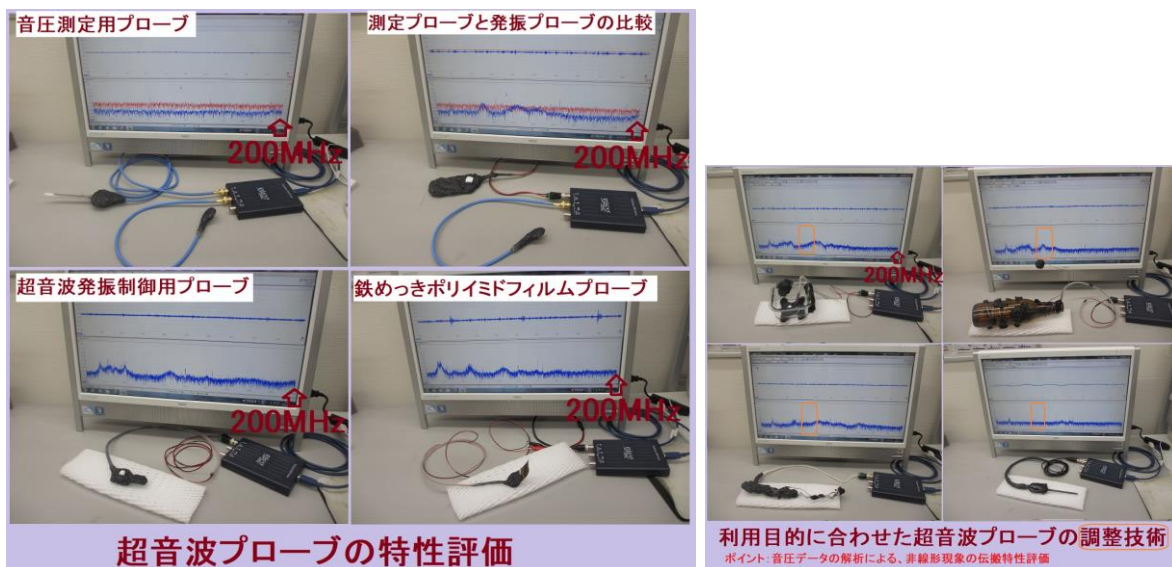 音圧測定用プローブ
測定プローブと発振プローブの比較
200MHz
200MHz
超音波発振制御用プローブ
鉄めっきポリイミドフィルムプローブ
200MHz
200MHz
超音波プローブの特性評価
200MHz
利用目的に合わせた超音波プローブの調整技術
ポイント：音圧データの解析による、非線形現象の伝搬特性評価